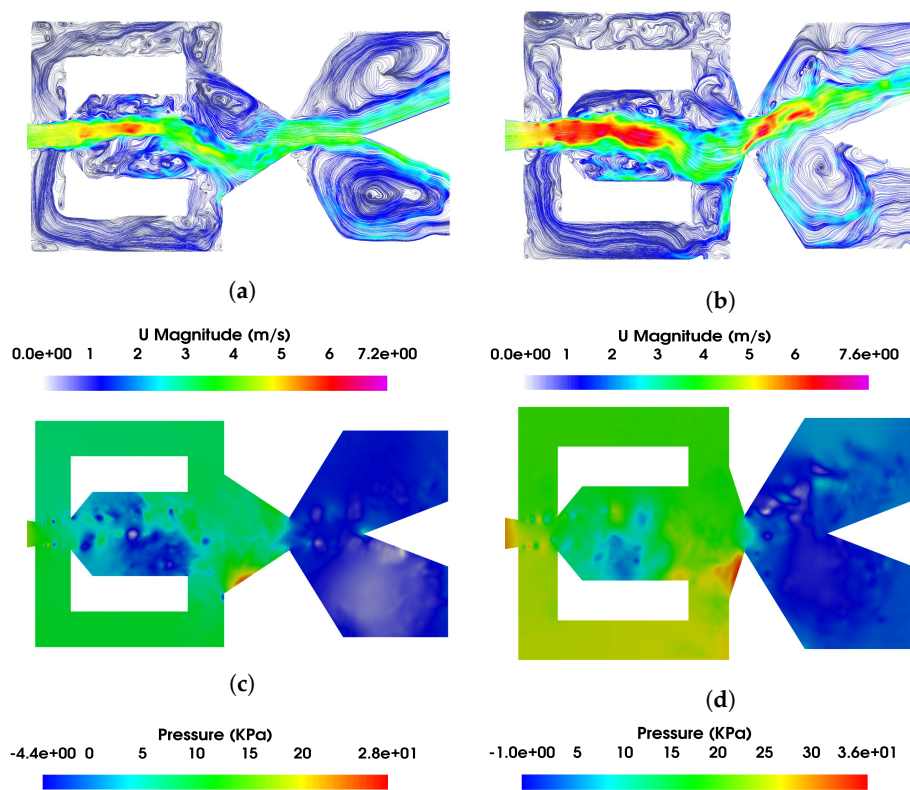 (a)
(b)
U Magnitude (m/s)
0.0e+00 1 2 3 4 5 6 7.2e+00
U Magnitude (m/s)
0.0e+00 1 2 3 4 5 6 7.6e+00
(c)
(d)
Pressure (KPa)
-4.4e+00 0 5 10 15 20 2.8e+01
Pressure (KPa)
-1.0e+00 5 10 15 20 25 30 3.6e+01